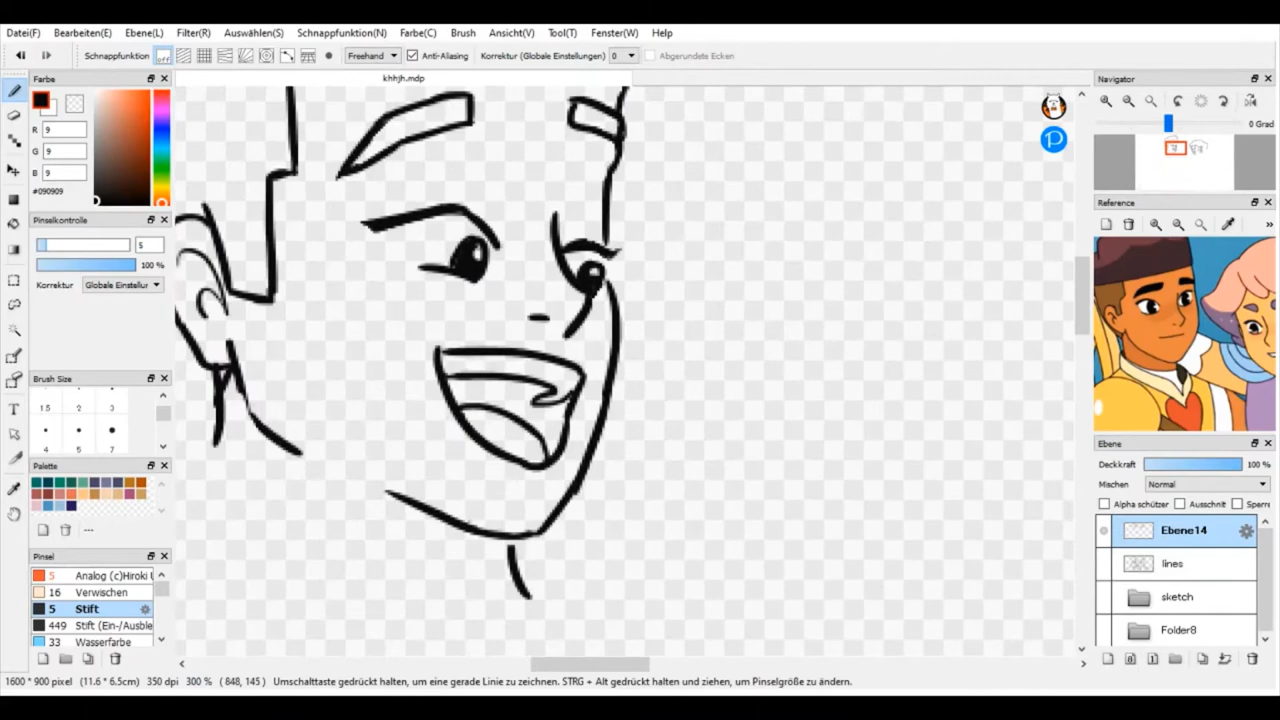 Datei(F) Bearbeiten(E) Ebene(L) Filter(R) Auswählen(S) Schnappfunktion(N) Farbe(C) Brush Ansicht(V) Tool(T) Fenster(W) Help
Schnappfunktion off Freehand Anti-Aliasing Korrektur (Globale Einstellungen) 0 Abgerundete Ecken
khhjh.mdp
Farbe
R 9
G 9
B 9
#090909
Pinselkontrolle
5
100 %
Korrektur Globale Einstellur
Brush Size
1.5 2 3
4 5 7
Palette
Pinsel
5 Analog (c)Hiroki
16 Verwischen
5 Stift
449 Stift (Ein-/Ausble
33 Wasserfarbe
Navigator
0 Grad
Reference
Ebene
Deckkraft 100 %
Mischen Normal
Alpha schützer Ausschnit Sperr
Ebene14
lines
sketch
Folder8
1600 * 900 pixel (11.6 * 6.5cm) 350 dpi 300 % ( 848, 145 ) Umschalttaste gedrückt halten, um eine gerade Linie zu zeichnen. STRG + Alt gedrückt halten und ziehen, um Pinselgröße zu ändern.